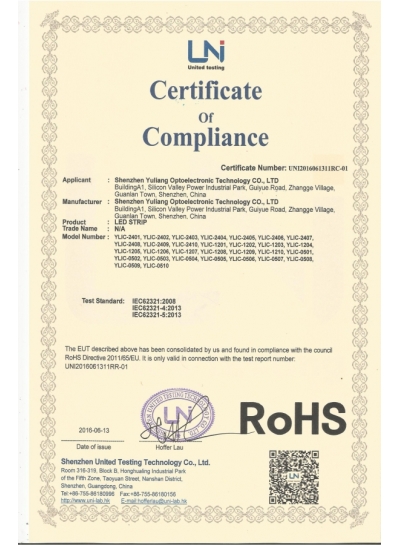 UNi
United testing
Certificate
Of
Compliance
Certificate Number: UNI2016061311RC-01
Applicant : Shenzhen Yuliang Optoelectronic Technology CO., LTD
BuildingA1, Silicon Valley Power Industrial Park, Guiyue Road, Zhangge Village,
Guanlan Town, Shenzhen, China
Manufacturer : Shenzhen Yuliang Optoelectronic Technology CO., LTD
BuildingA1, Silicon Valley Power Industrial Park, Guiyue Road, Zhangge Village,
Guanlan Town, Shenzhen, China
Product : LED STRIP
Trade Name : N/A
Model Number : YLIC-2401, YLIC-2402, YLIC-2403, YLIC-2404, YLIC-2405, YLIC-2406, YLIC-2407,
YLIC-2408, YLIC-2409, YLIC-2410, YLIC-1201, YLIC-1202, YLIC-1203, YLIC-1204,
YLIC-1205, YLIC-1206, YLIC-1207, YLIC-1208, YLIC-1209, YLIC-1210, YLIC-0501,
YLIC-0502, YLIC-0503, YLIC-0504, YLIC-0505, YLIC-0506, YLIC-0507, YLIC-0508,
YLIC-0509, YLIC-0510
Test Standard: IEC62321:2008
IEC62321-4:2013
IEC62321-5:2013
The EUT described above has been consolidated by us and found in compliance with the council
RoHS Directive 2011/65/EU. It is only valid in connection with the test report number:
UNI2016061311RR-01
UNi
RoHS
2016-06-13
Date of issue
Hoffer Lau
Shenzhen United Testing Technology Co., Ltd.
Room 316-319, Block B, Honghualing Industrial Park
of the Fifth Zone, Taoyuan Street, Nanshan District,
Shenzhen, Guangdong, China
Tel:+86-755-86180996 Fax:+86-755-86180156
http://www.uni-lab.hk E-mail:hofferlau@uni-lab.hk